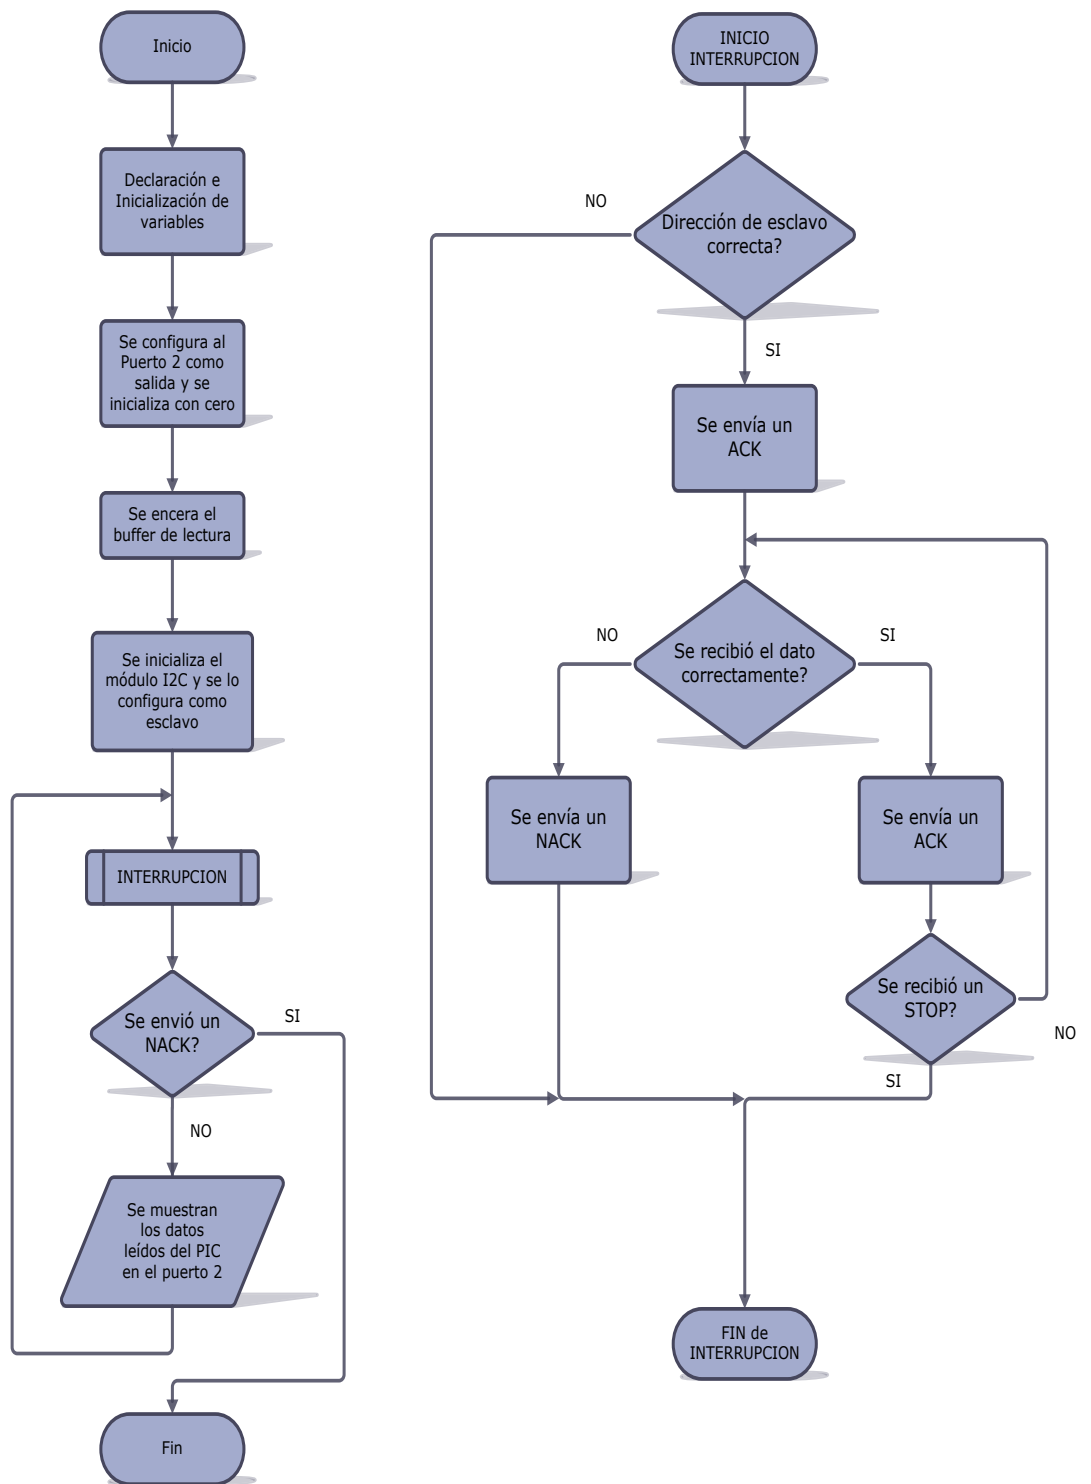 Inicio
Declaración e
Inicialización de
variables
Se configura al
Puerto 2 como
salida y se
inicializa con cero
Se encera el
buffer de lectura
Se inicializa el
módulo I2C y se lo
configura como
esclavo
INTERRUPCION
Se envió un
NACK?
SI
NO
Se muestran
los datos
leídos del PIC
en el puerto 2
Fin
INICIO
INTERRUPCION
NO
Dirección de esclavo
correcta?
SI
Se envía un
ACK
NO
Se recibió el dato
correctamente?
SI
Se envía un
NACK
Se envía un
ACK
Se recibió un
STOP?
NO
SI
FIN de
INTERRUPCION